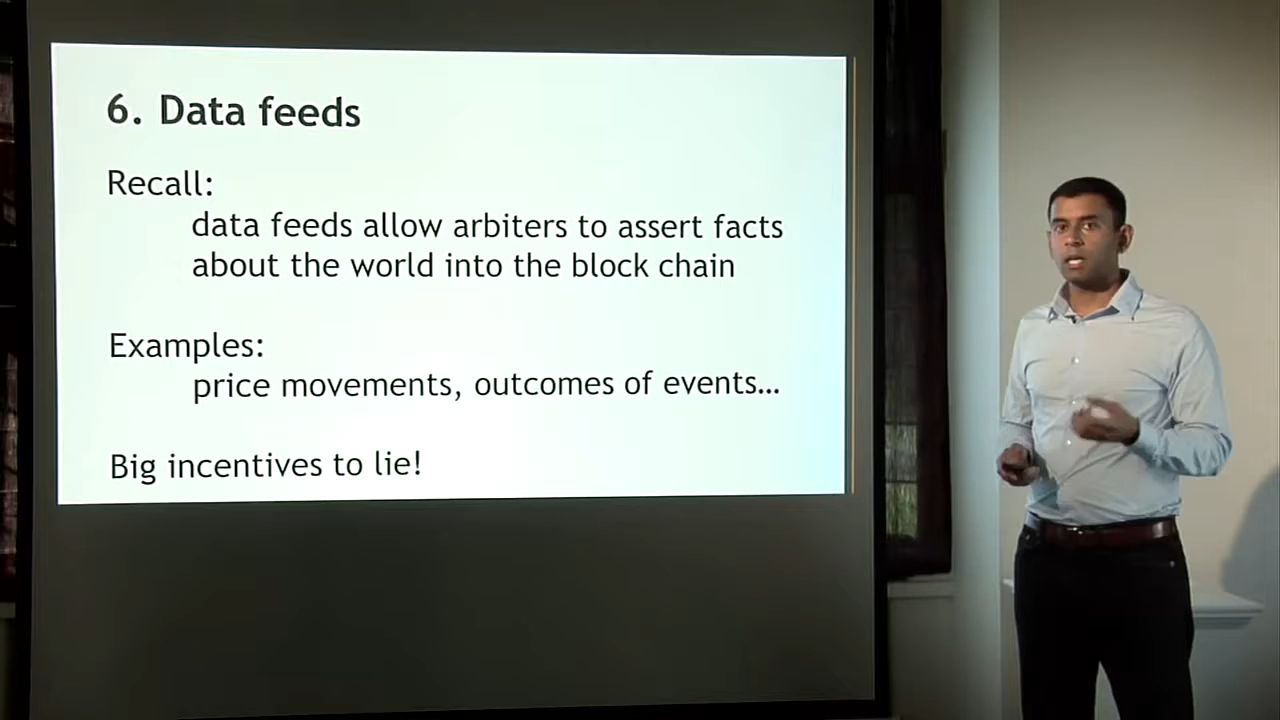 6. Data feeds
Recall:
data feeds allow arbiters to assert facts
about the world into the block chain
Examples:
price movements, outcomes of events...
Big incentives to lie!